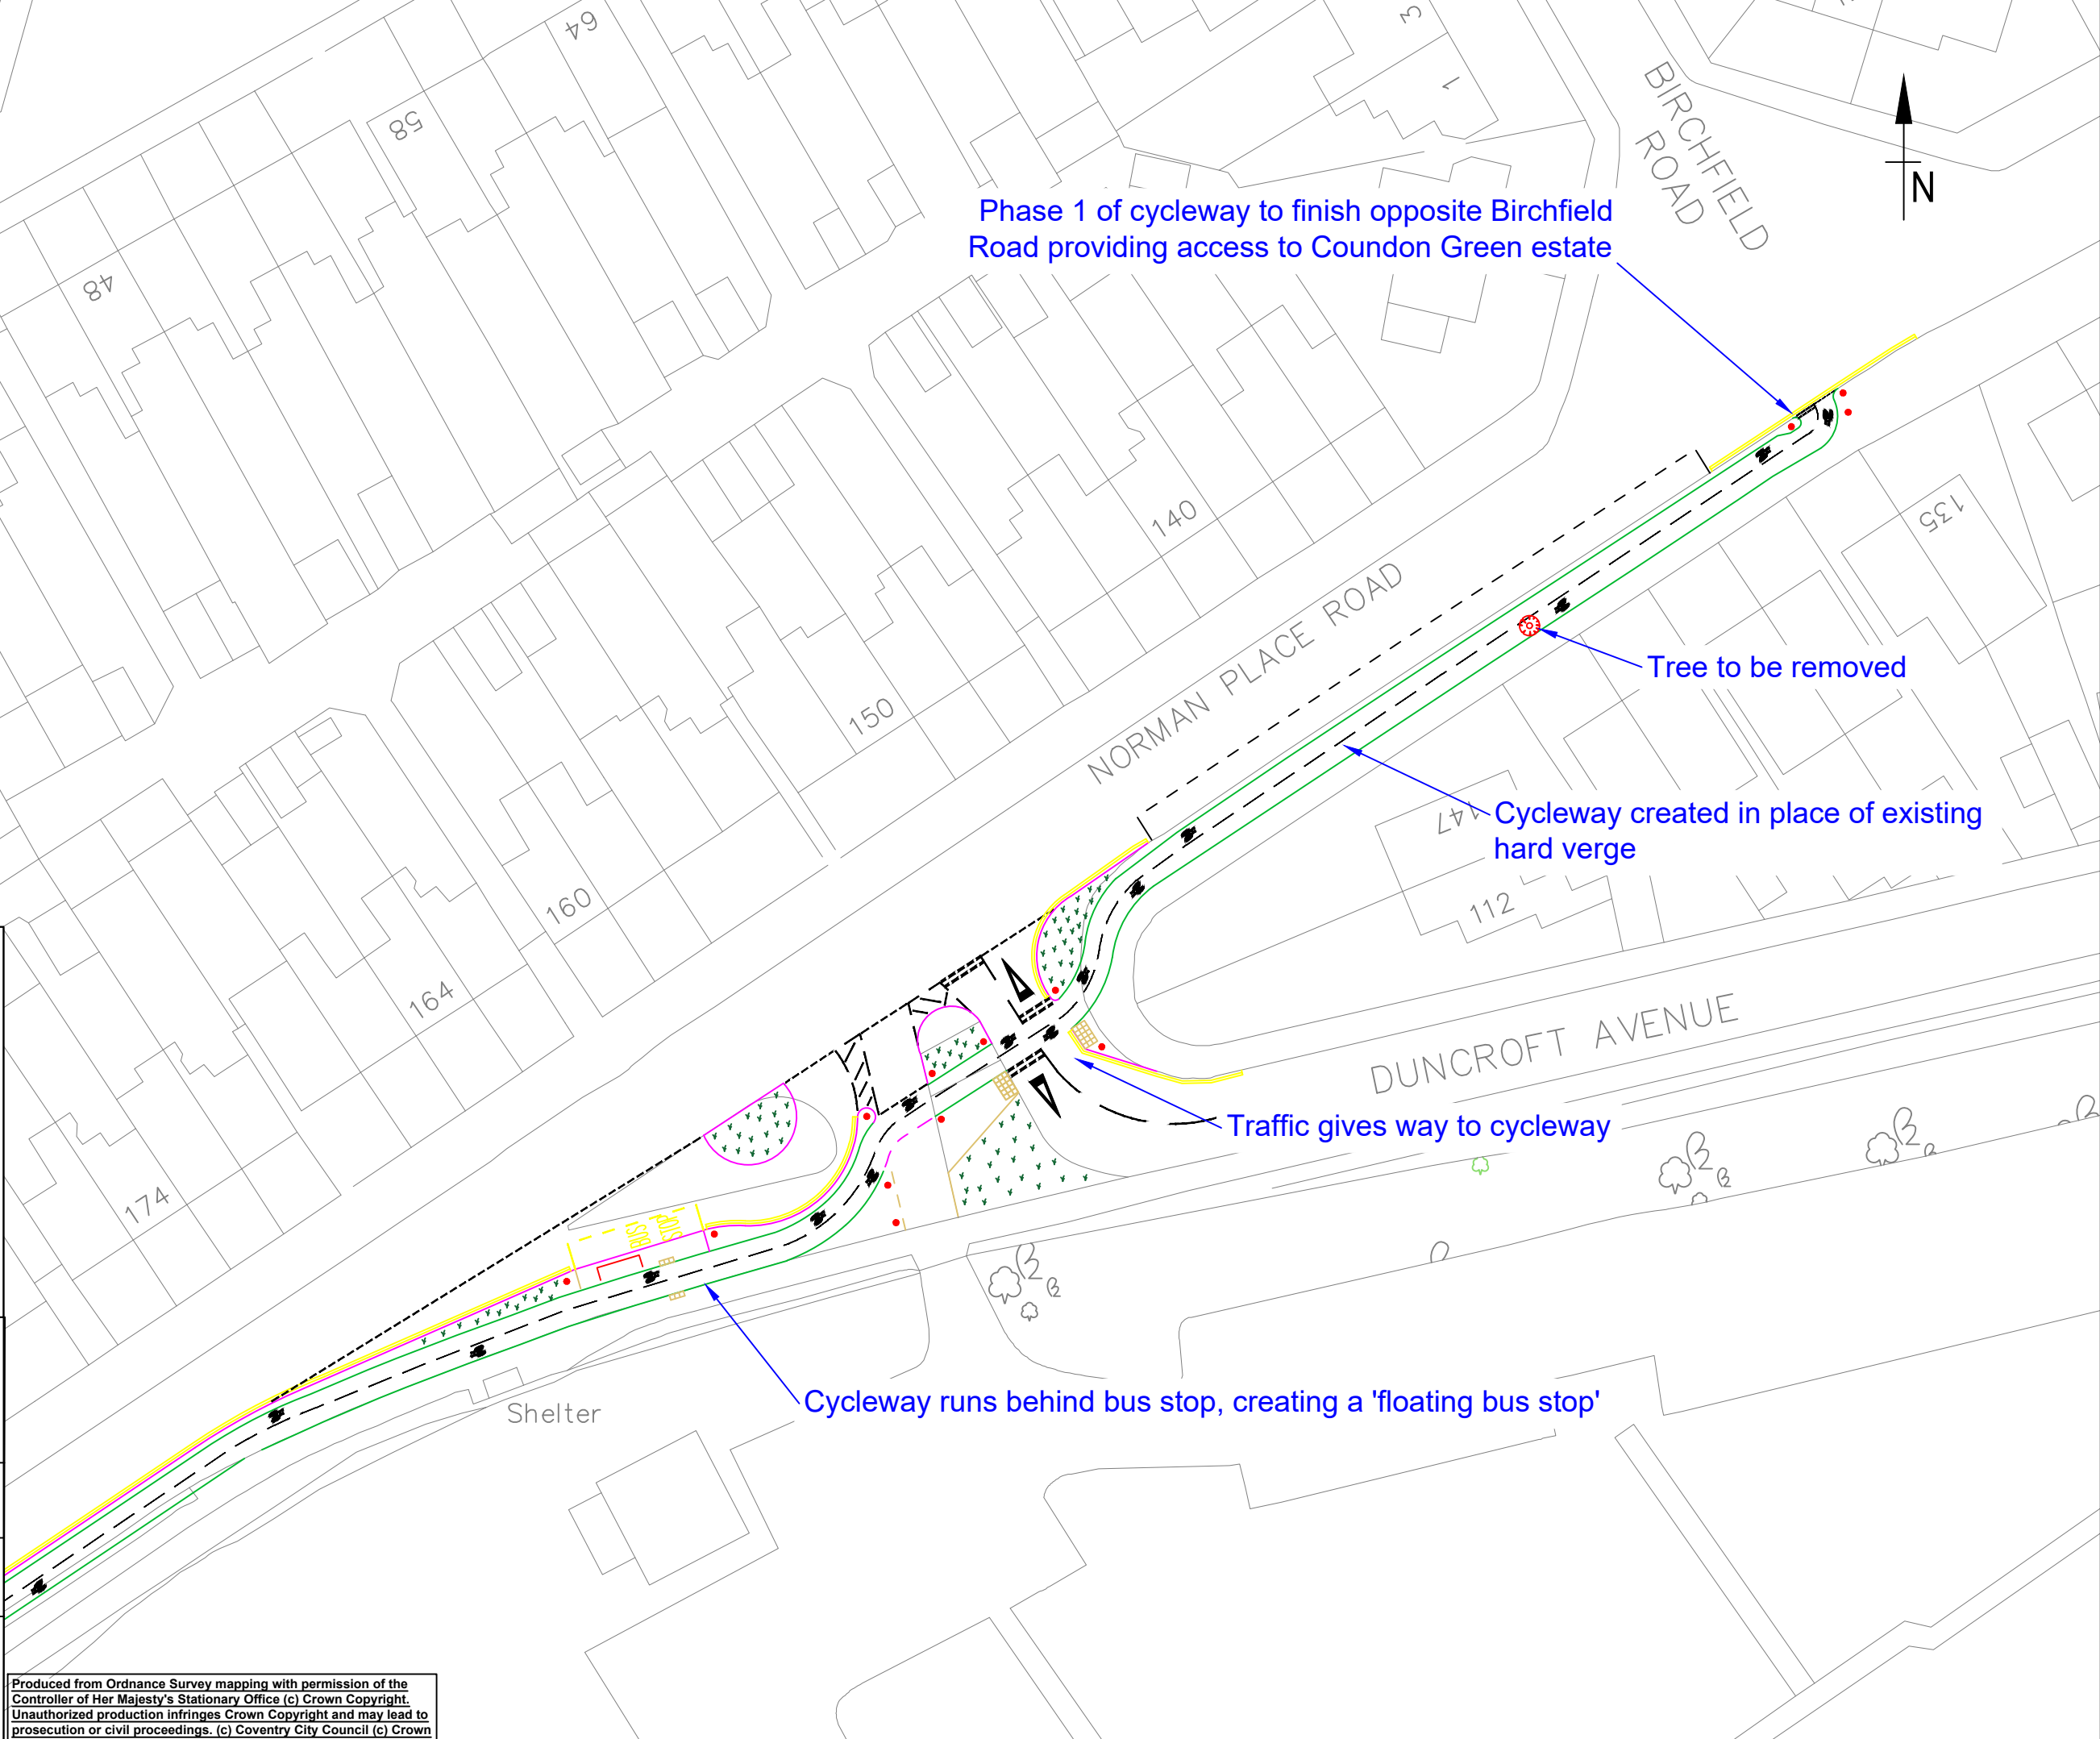 64
3
1
58
BIRCHFIELD
ROAD
N
Phase 1 of cycleway to finish opposite Birchfield
Road providing access to Coundon Green estate
48
140
135
NORMAN PLACE ROAD
Tree to be removed
150
Cycleway created in place of existing
hard verge
147
112
160
164
DUNCROFT AVENUE
Traffic gives way to cycleway
174
BUS
STOP
Cycleway runs behind bus stop, creating a 'floating bus stop'
Shelter
Produced from Ordnance Survey mapping with permission of the
Controller of Her Majesty's Stationary Office (c) Crown Copyright.
Unauthorized production infringes Crown Copyright and may lead to
prosecution or civil proceedings. (c) Coventry City Council (c) Crown